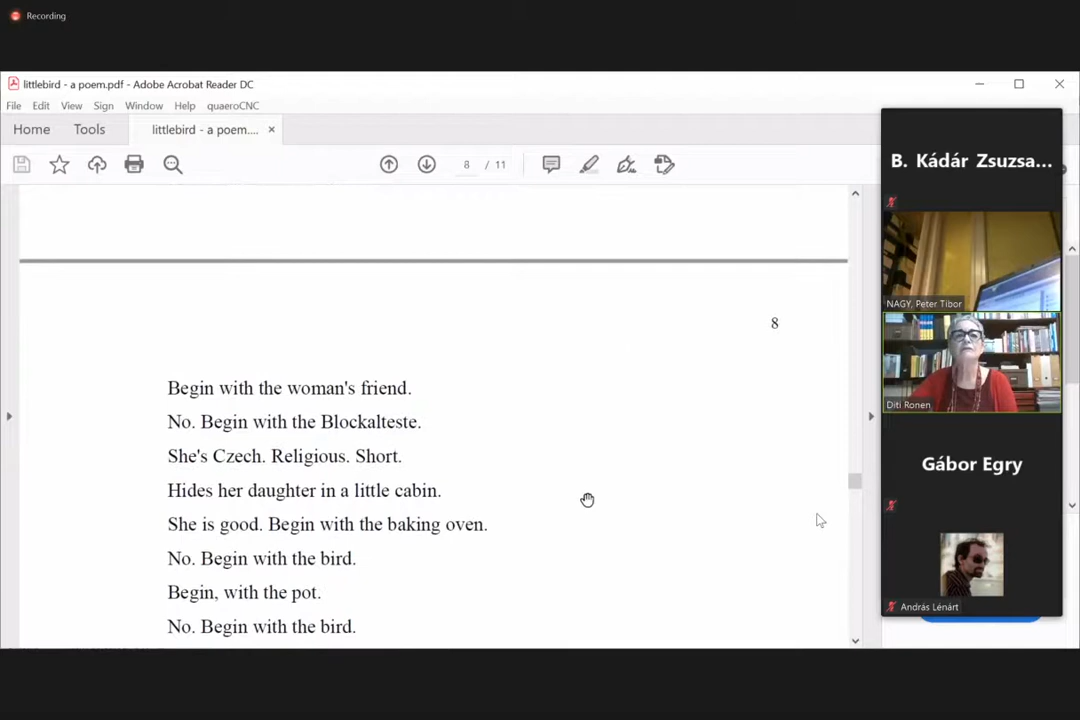 Recording
littlebird - a poem.pdf - Adobe Acrobat Reader DC
File Edit View Sign Window Help quaeroCNC
Home Tools littlebird - a poem.... ×
8 / 11
8
Begin with the woman's friend.
No. Begin with the Blockalteste.
She's Czech. Religious. Short.
Hides her daughter in a little cabin.
She is good. Begin with the baking oven.
No. Begin with the bird.
Begin, with the pot.
No. Begin with the bird.
B. Kádár Zsuzsa...
NAGY, Peter Tibor
Diti Ronen
Gábor Egry
András Lénárt